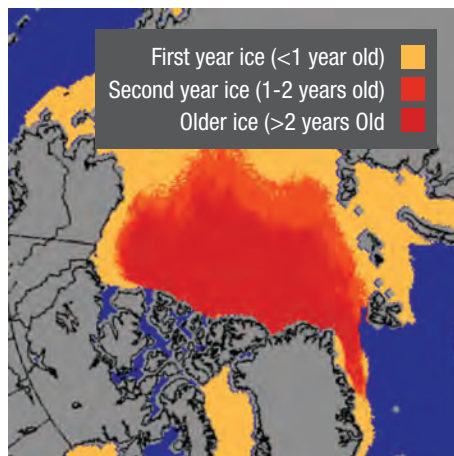 First year ice (<1 year old)
Second year ice (1-2 years old)
Older ice (>2 years Old